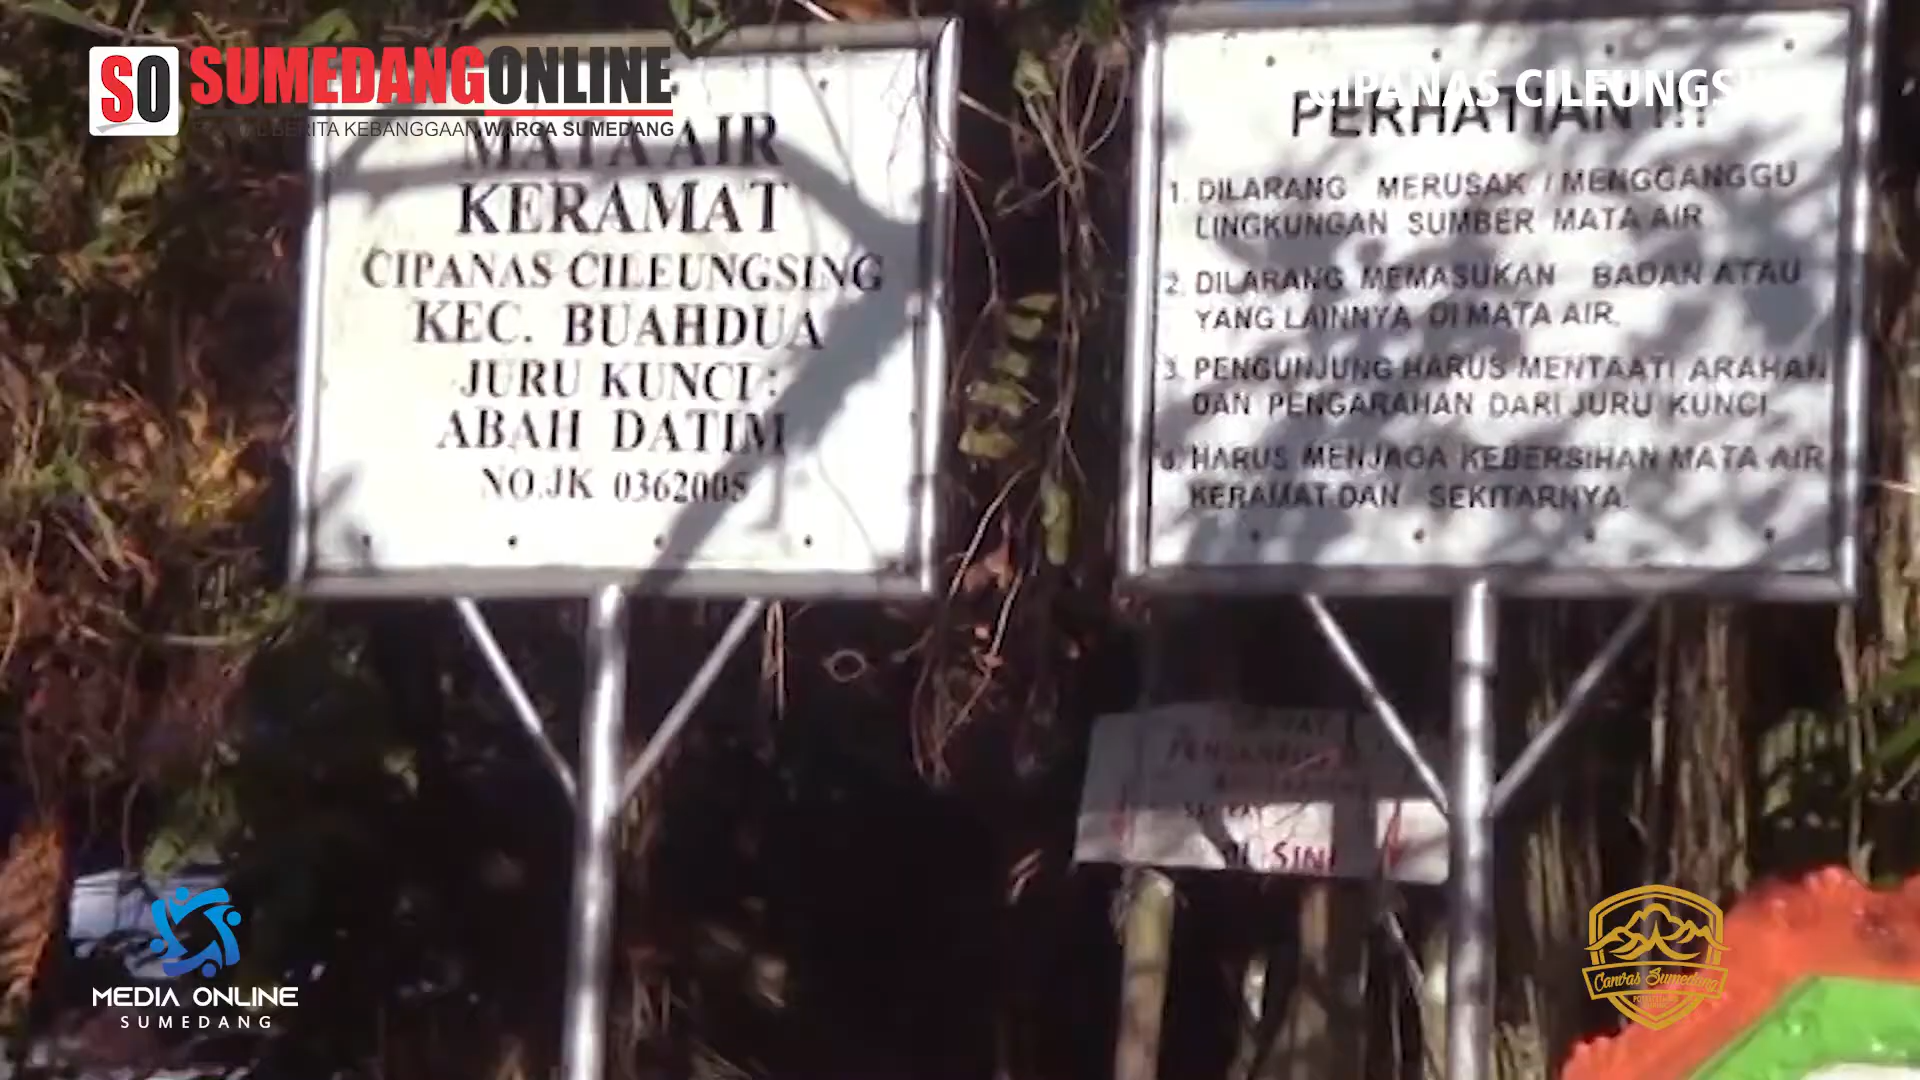 SO SUMEDANGONLINE
BERITA KEBANGGAAN WARGA SUMEDANG
CIPANAS CILEUNGS
MATA AIR
KERAMAT
CIPANAS CILEUNGSING
KEC. BUAHDUA
JURU KUNCI :
ABAH DATIM
NO.JK 0362005
PERHATIAN !!!
1. DILARANG MERUSAK / MENGGANGGU
LINGKUNGAN SUMBER MATA AIR
2. DILARANG MEMASUKAN BADAN ATAU
YANG LAINNYA DI MATA AIR.
3. PENGUNJUNG HARUS MENTAATI ARAHAN
DAN PENGARAHAN DARI JURU KUNCI
4. HARUS MENJAGA KEBERSIHAN MATA AIR
KERAMAT DAN SEKITARNYA.
MEDIA ONLINE
SUMEDANG
Canvas Sumedang